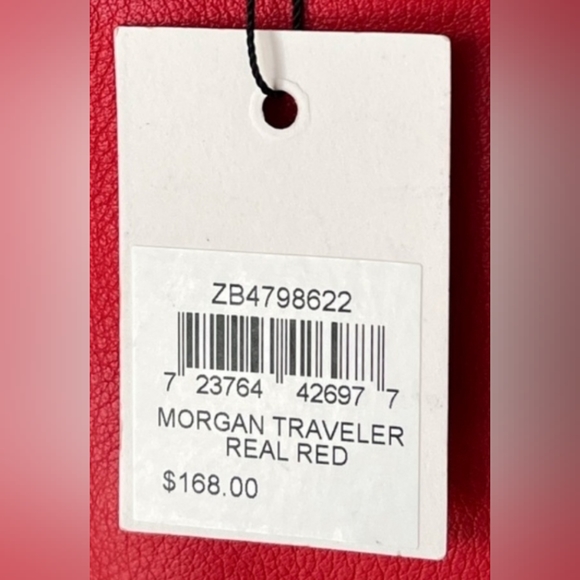 ZB4798622
7 23764 42697 7
MORGAN TRAVELER
REAL RED
$168.00